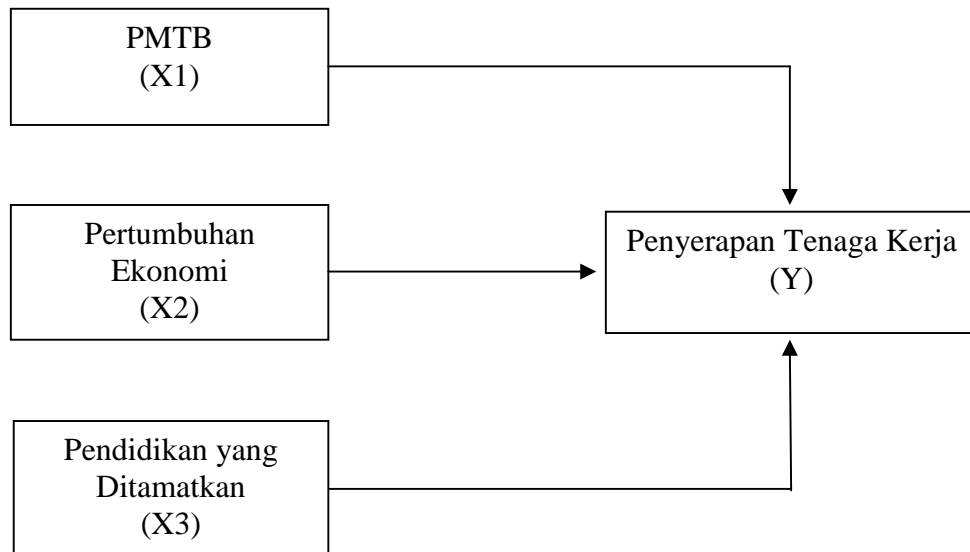 PMTB
(X1)
Pertumbuhan
Ekonomi
(X2)
Penyerapan Tenaga Kerja
(Y)
Pendidikan yang
Ditamatkan
(X3)